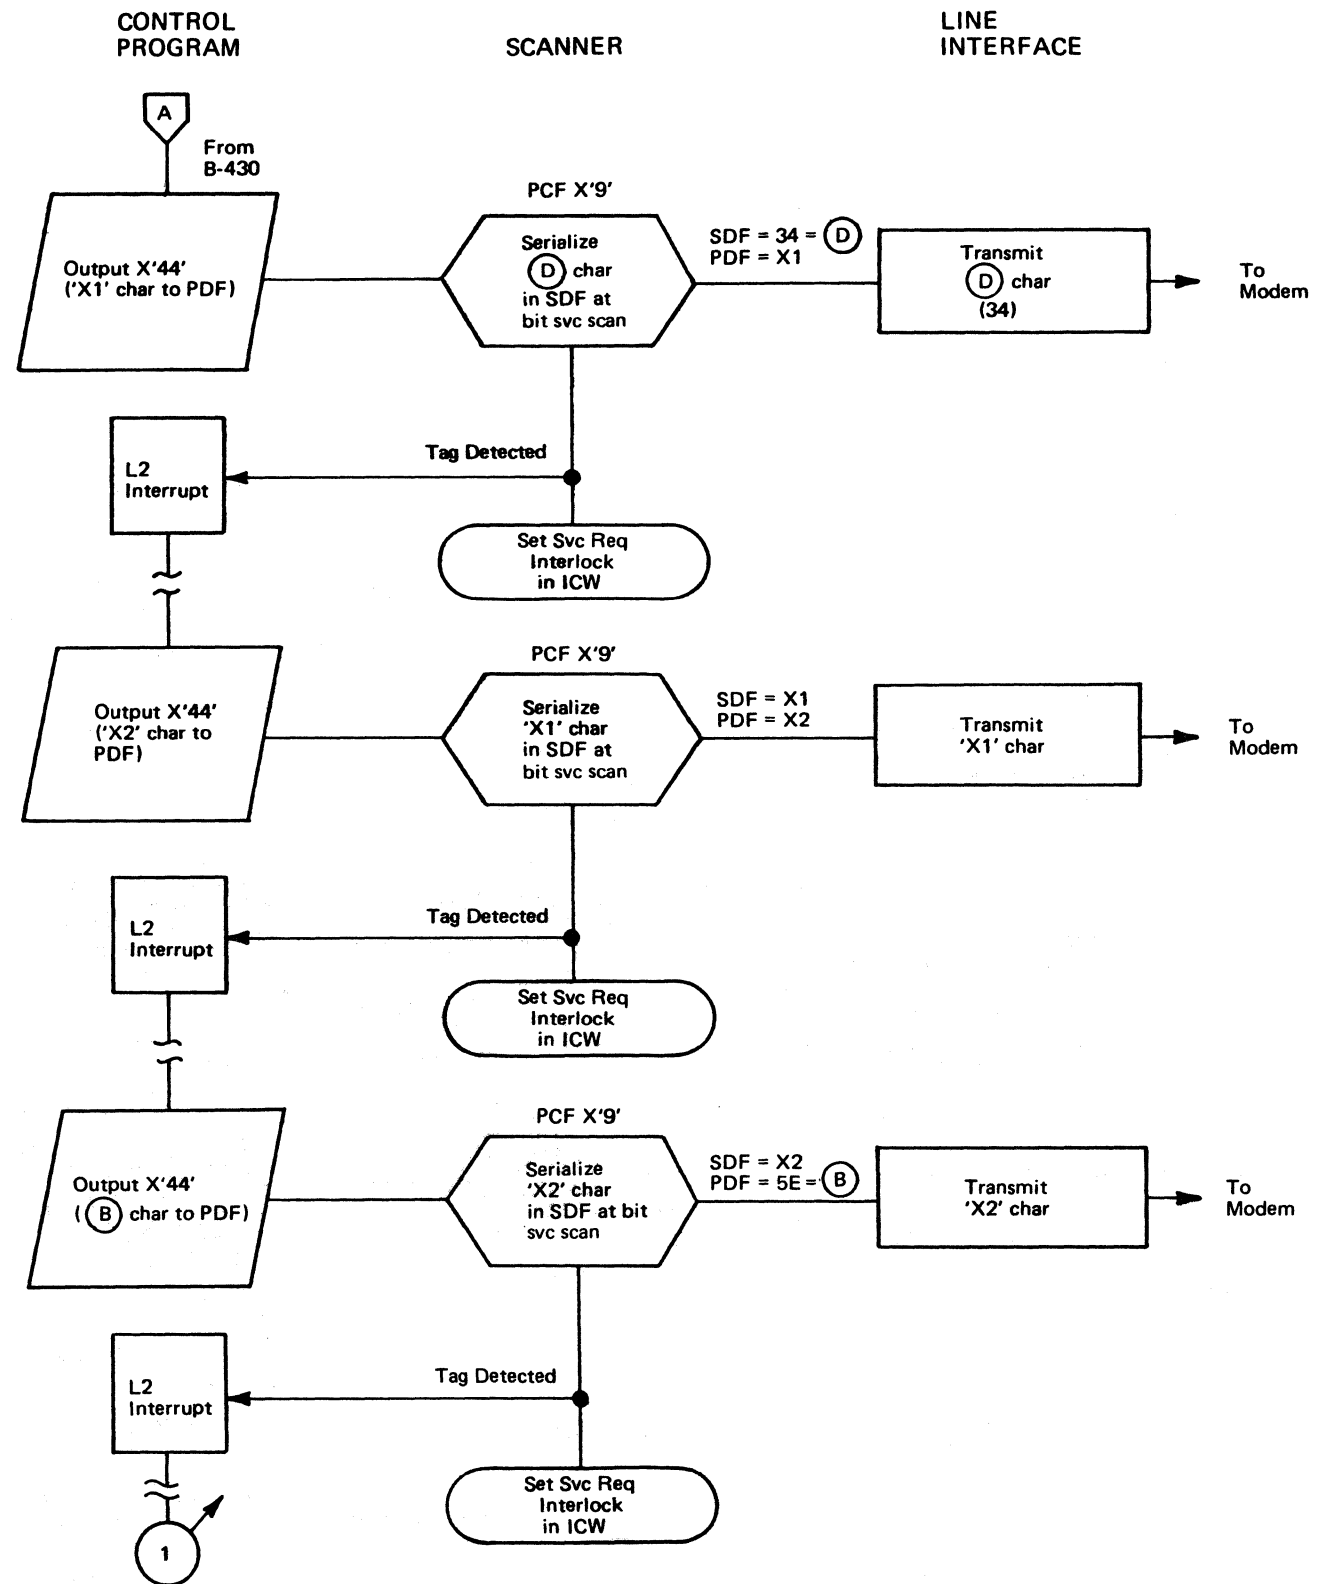 CONTROL
PROGRAM
SCANNER
LINE
INTERFACE
A
From
B-430
Output X'44'
('X1' char to PDF)
PCF X'9'
Serialize
D char
in SDF at
bit svc scan
SDF = 34 = D
PDF = X1
Transmit
D char
(34)
To
Modem
L2
Interrupt
Tag Detected
Set Svc Req
Interlock
in ICW
Output X'44'
('X2' char to
PDF)
PCF X'9'
Serialize
'X1' char
in SDF at
bit svc scan
SDF = X1
PDF = X2
Transmit
'X1' char
To
Modem
L2
Interrupt
Tag Detected
Set Svc Req
Interlock
in ICW
Output X'44'
(B char to PDF)
PCF X'9'
Serialize
'X2' char
in SDF at bit
svc scan
SDF = X2
PDF = 5E = B
Transmit
'X2' char
To
Modem
L2
Interrupt
Tag Detected
Set Svc Req
Interlock
in ICW
1